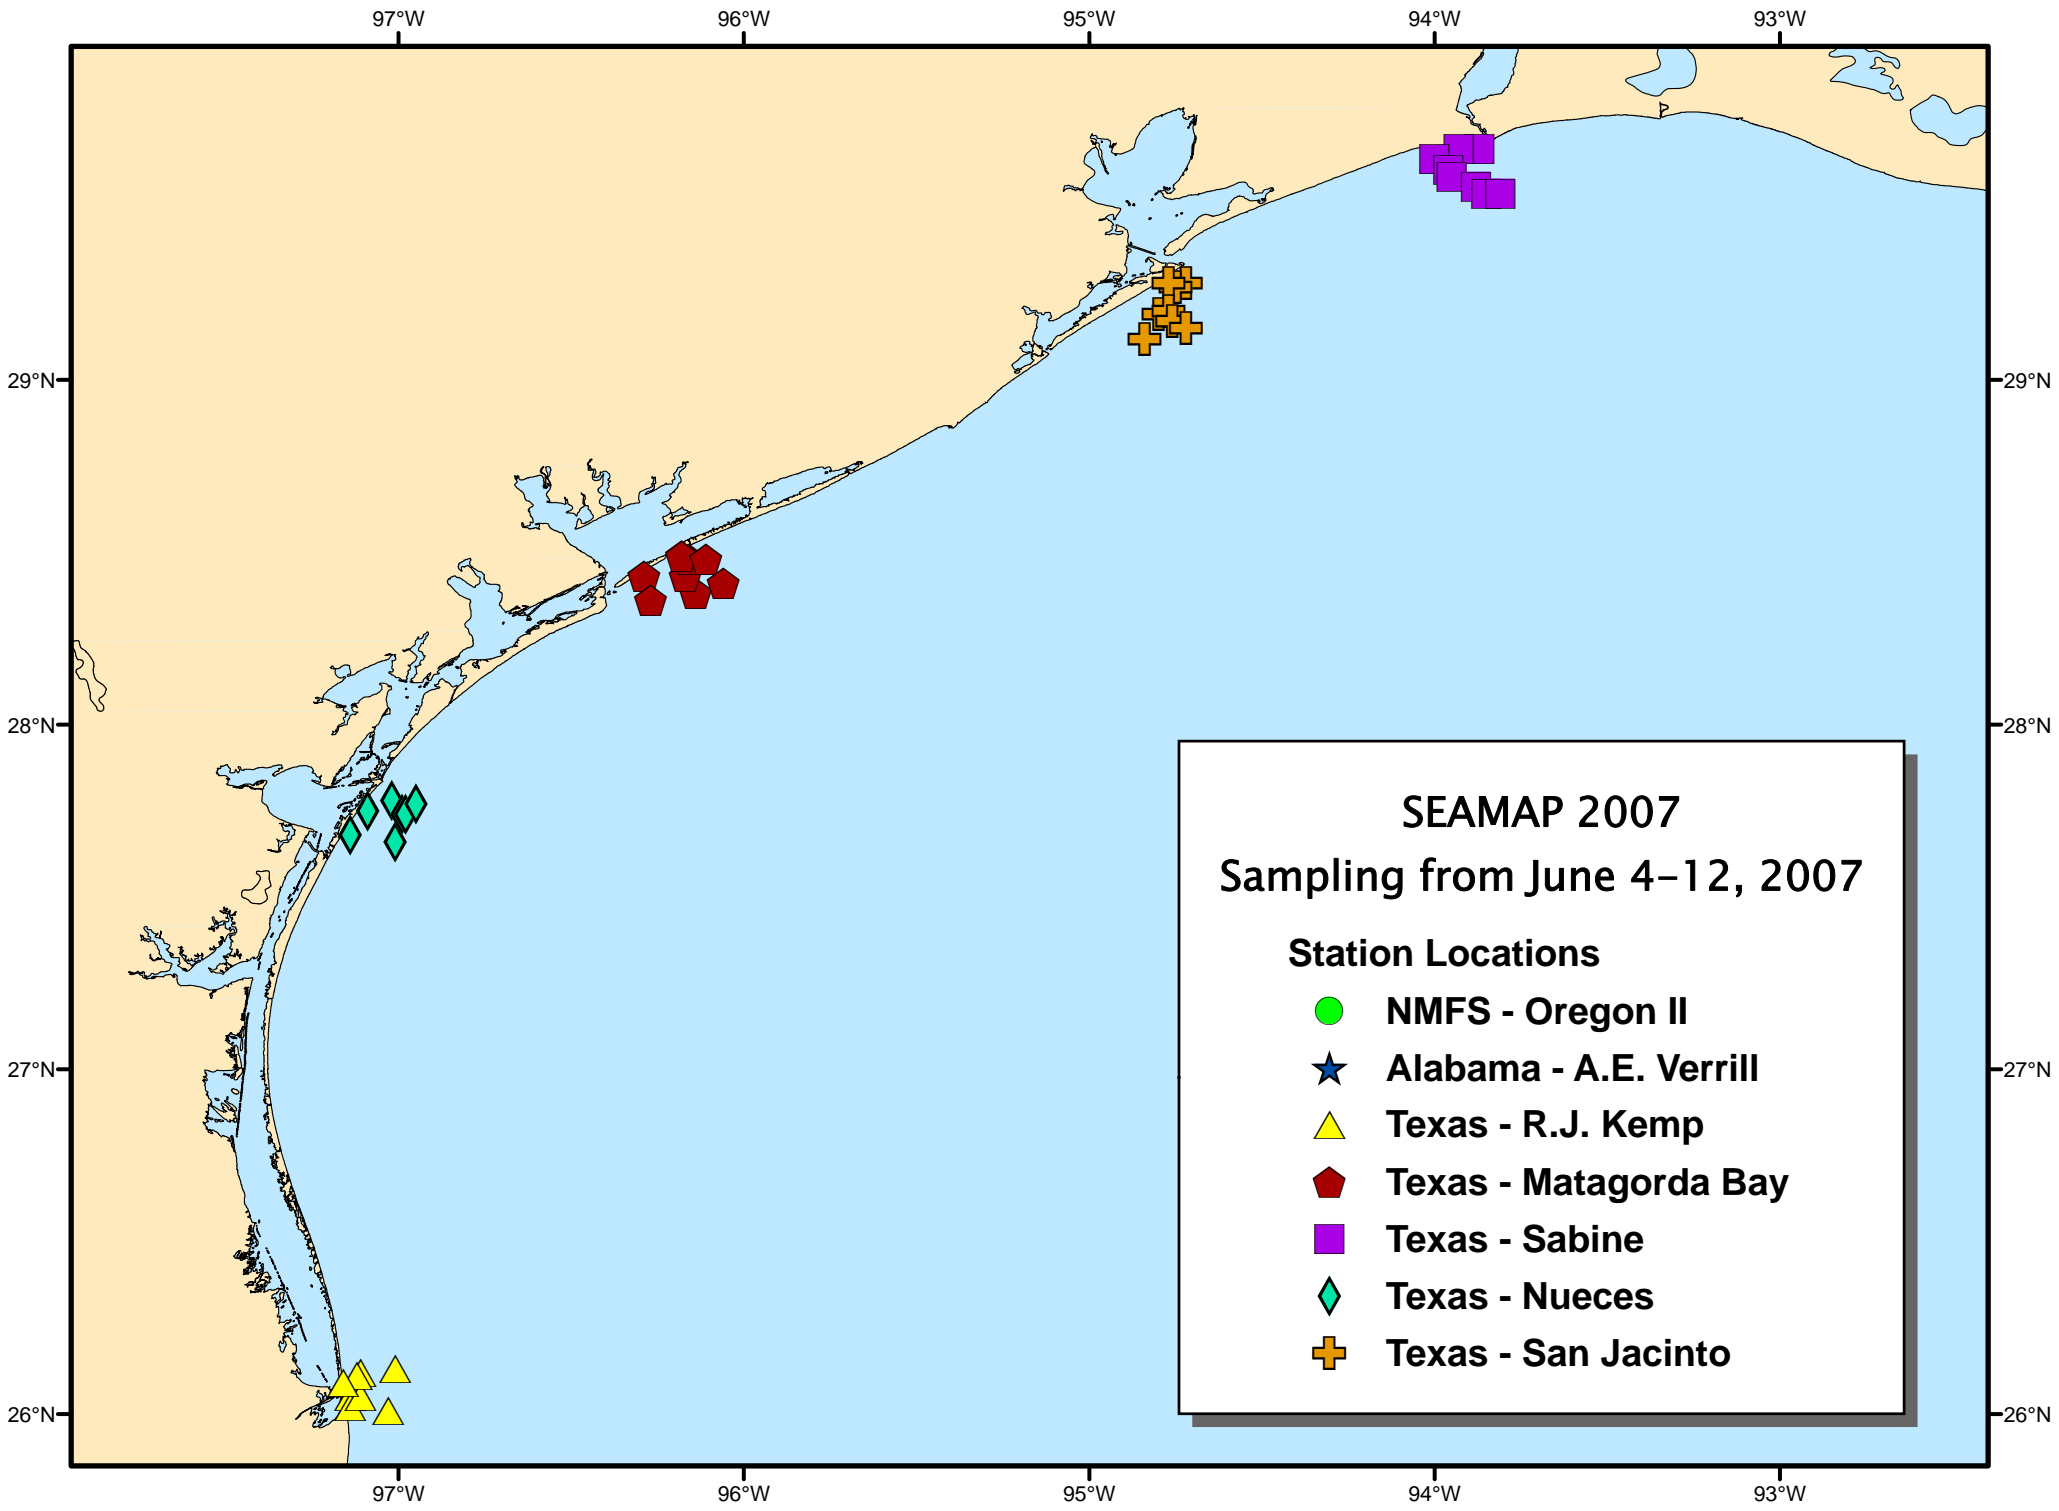 97°W 96°W 95°W 94°W 93°W
29°N 29°N
28°N 28°N
SEAMAP 2007
Sampling from June 4-12, 2007
Station Locations
NMFS - Oregon II
27°N 27°N
Alabama - A.E. Verrill
Texas - R.J. Kemp
Texas - Matagorda Bay
Texas - Sabine
Texas - Nueces
Texas - San Jacinto
26°N 26°N
97°W 96°W 95°W 94°W 93°W